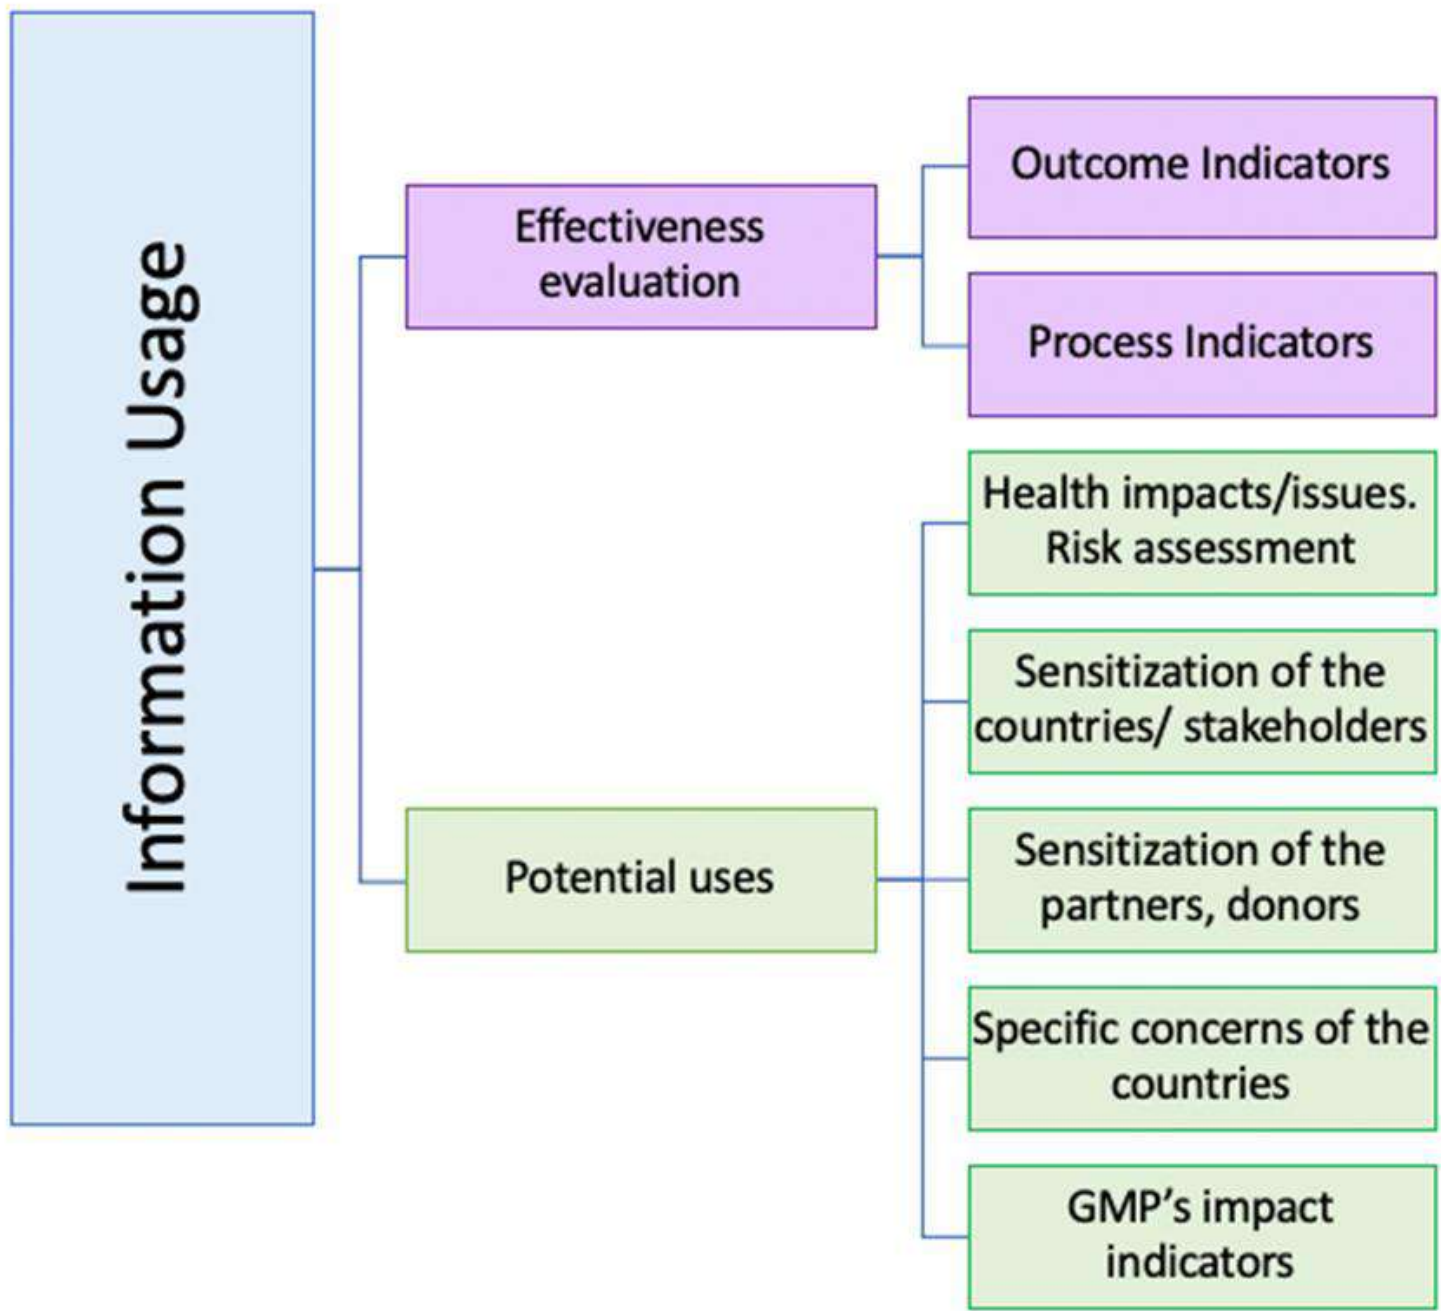 Information Usage
Effectiveness
evaluation
Outcome Indicators
Process Indicators
Potential uses
Health impacts/issues.
Risk assessment
Sensitization of the
countries/ stakeholders
Sensitization of the
partners, donors
Specific concerns of the
countries
GMP’s impact
indicators